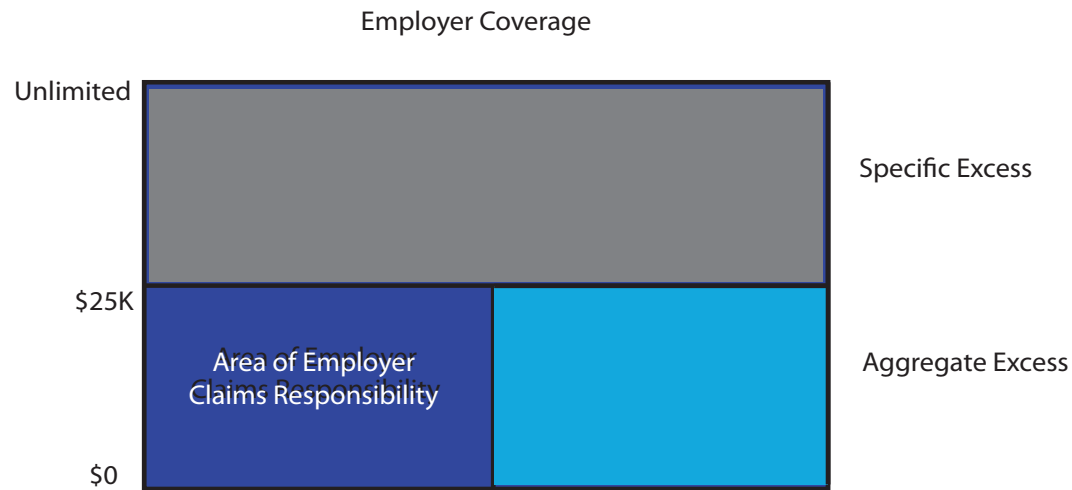 Employer Coverage
Unlimited
Specific Excess
$25K
Area of Employer
Claims Responsibility
Aggregate Excess
$0